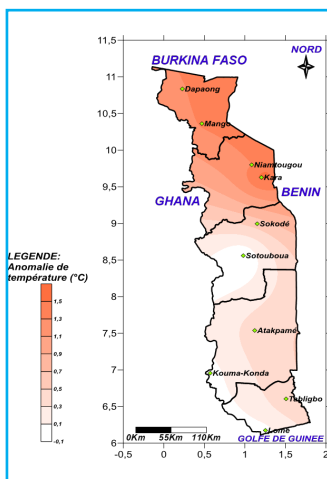 NORD
BURKINA FASO
11.5
11
10.5
10
9.5
9
8.5
8
7.5
7
6.5
6
Dapaong
Mango
Niamtougou
Kara
BENIN
GHANA
Sokodé
Sotouboua
Atakpamé
Kouma-Konda
Tabligbo
Lomé
GOLFE DE GUINEE
LEGENDE:
Anomalie de
température (°C)
1,5
1,3
1,1
0,9
0,7
0,5
0,3
0,1
-0,1
0Km 55Km 110Km
-0,5 0 0,5 1 1,5 2